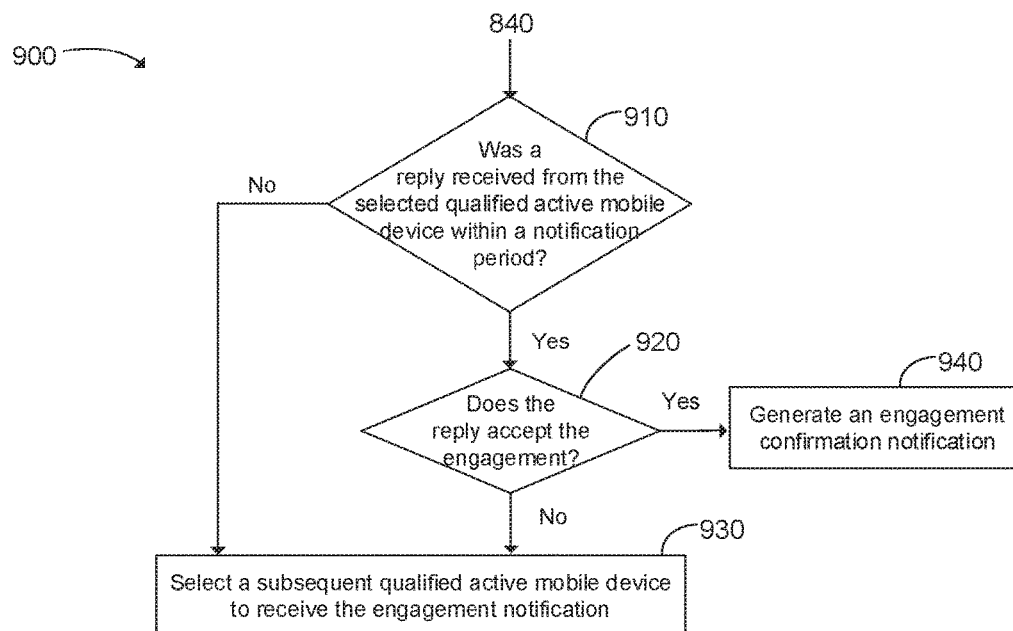 840
900
910
Was a
reply received from the
selected qualified active mobile
device within a notification
period?
No
Yes
920
940
Does the
reply accept the
engagement?
Yes
Generate an engagement
confirmation notification
No
930
Select a subsequent qualified active mobile device
to receive the engagement notification